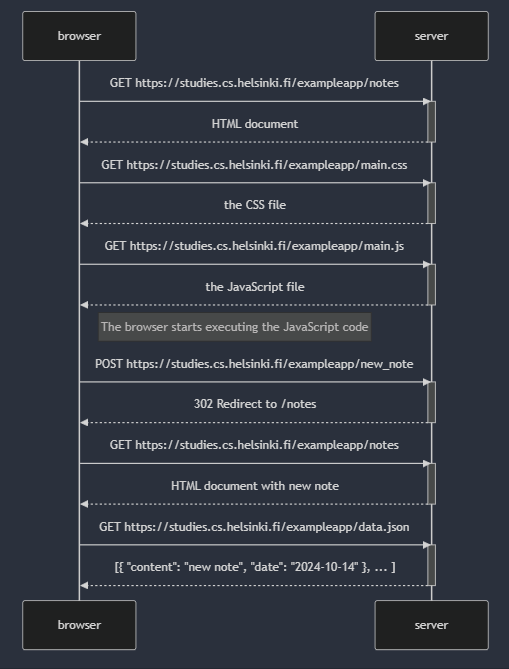 browser
server
GET https://studies.cs.helsinki.fi/exampleapp/notes
HTML document
GET https://studies.cs.helsinki.fi/exampleapp/main.css
the CSS file
GET https://studies.cs.helsinki.fi/exampleapp/main.js
the JavaScript file
The browser starts executing the JavaScript code
POST https://studies.cs.helsinki.fi/exampleapp/new_note
302 Redirect to /notes
GET https://studies.cs.helsinki.fi/exampleapp/notes
HTML document with new note
GET https://studies.cs.helsinki.fi/exampleapp/data.json
[{ "content": "new note", "date": "2024-10-14" }, ... ]
browser
server